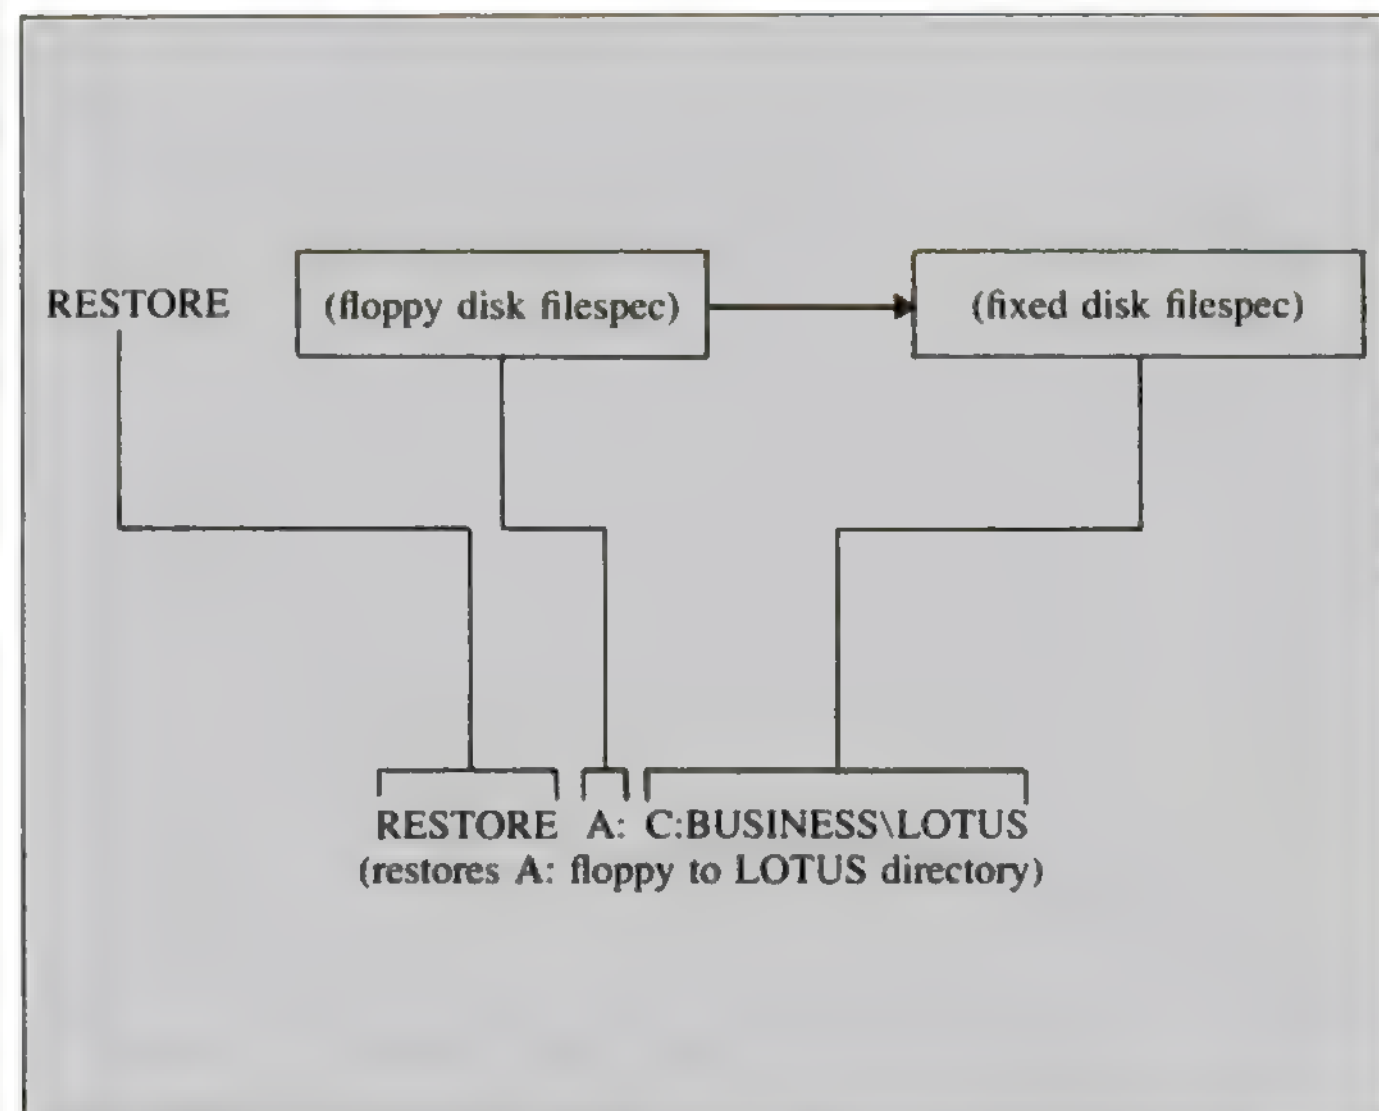 RESTORE (floppy disk filespec) (fixed disk filespec)
RESTORE A: C:BUSINESS\LOTUS
(restores A: floppy to LOTUS directory)